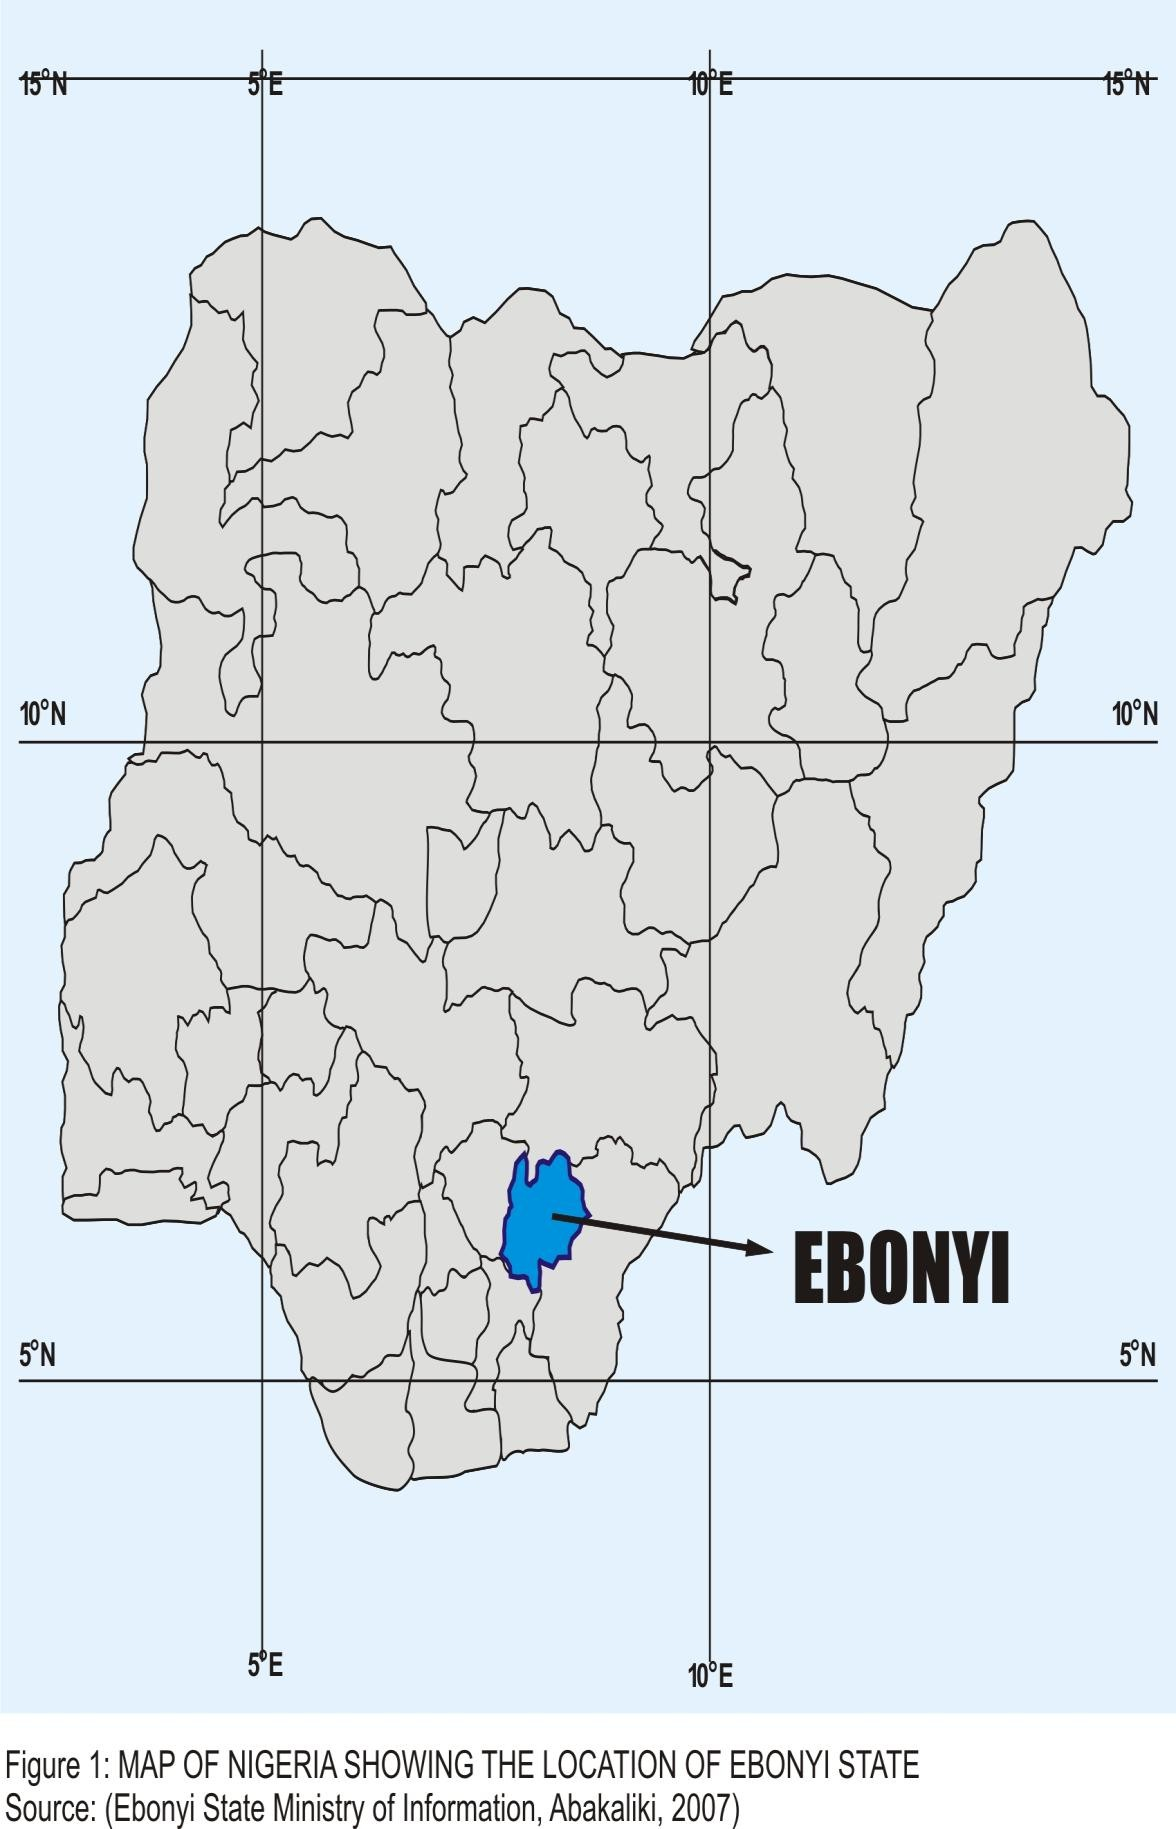 15°N 5°E 10°E 15°N
10°N 10°N
EBONYI
5°N 5°N
5°E 10°E
Figure 1: MAP OF NIGERIA SHOWING THE LOCATION OF EBONYI STATE
Source: (Ebonyi State Ministry of Information, Abakaliki, 2007)